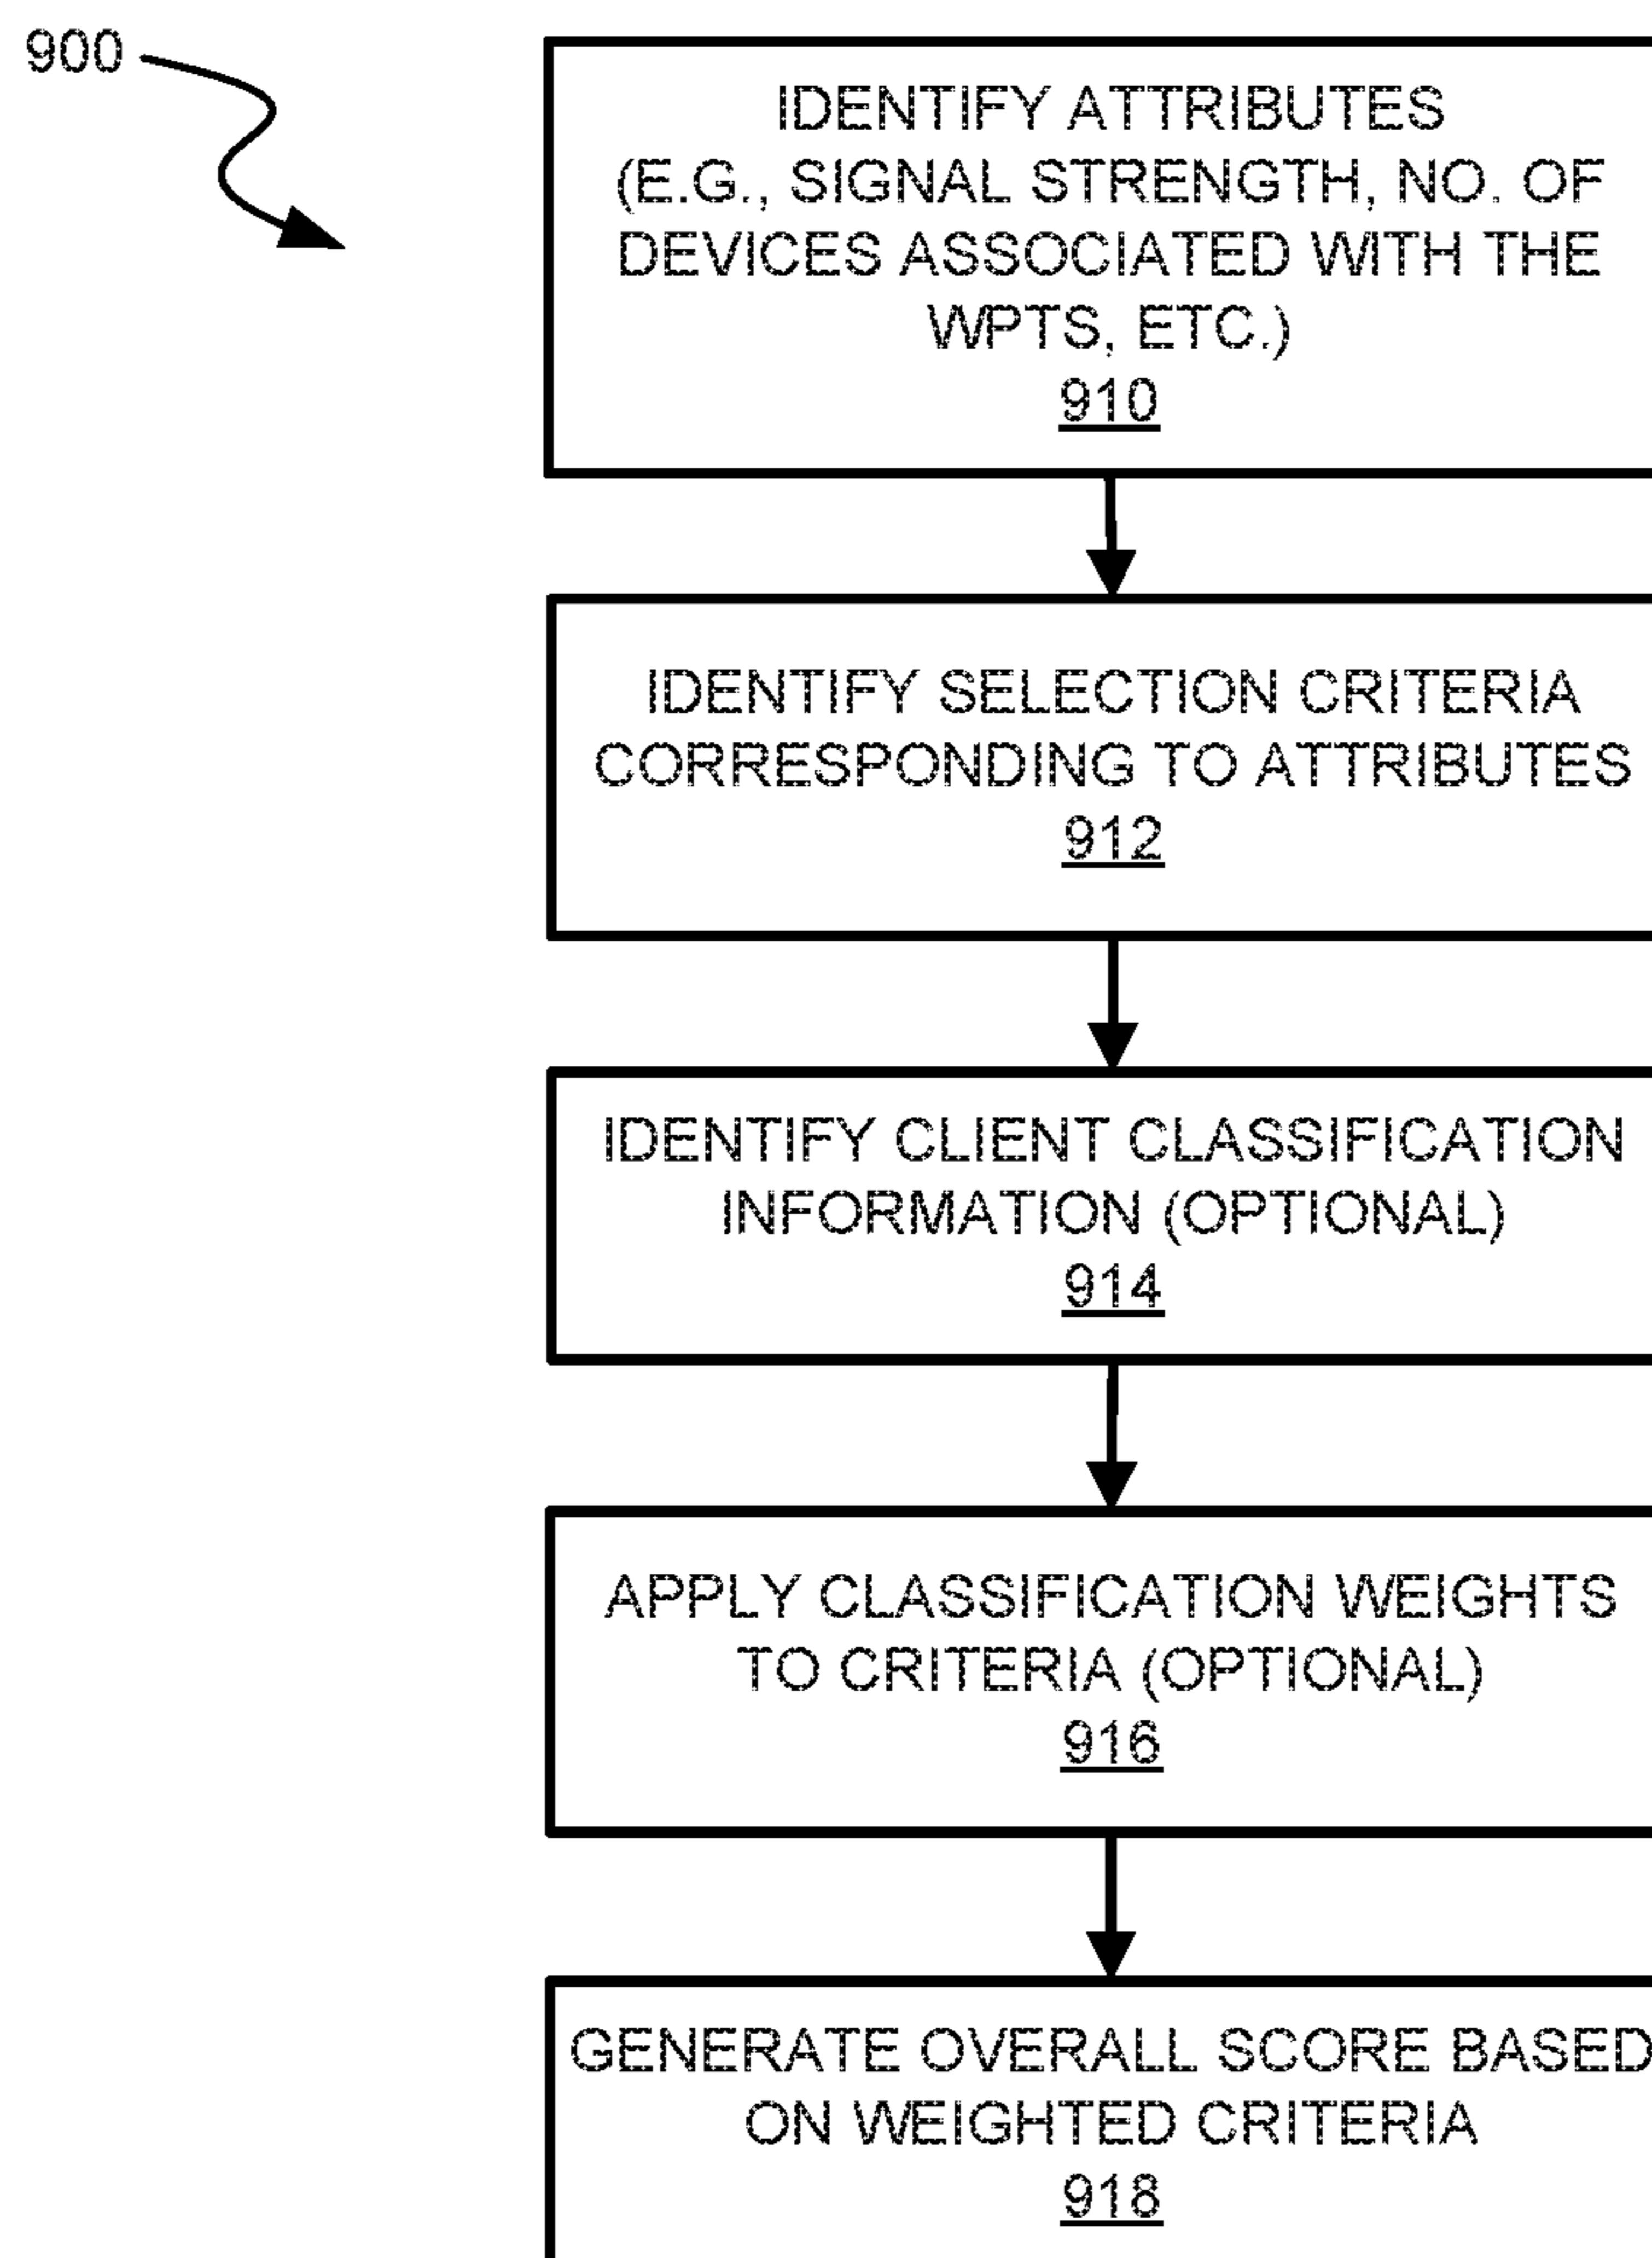 900
IDENTIFY ATTRIBUTES
(E.G., SIGNAL STRENGTH, NO. OF
DEVICES ASSOCIATED WITH THE
WPTS, ETC.)
910
IDENTIFY SELECTION CRITERIA
CORRESPONDING TO ATTRIBUTES
912
IDENTIFY CLIENT CLASSIFICATION
INFORMATION (OPTIONAL)
914
APPLY CLASSIFICATION WEIGHTS
TO CRITERIA (OPTIONAL)
916
GENERATE OVERALL SCORE BASED
ON WEIGHTED CRITERIA
918